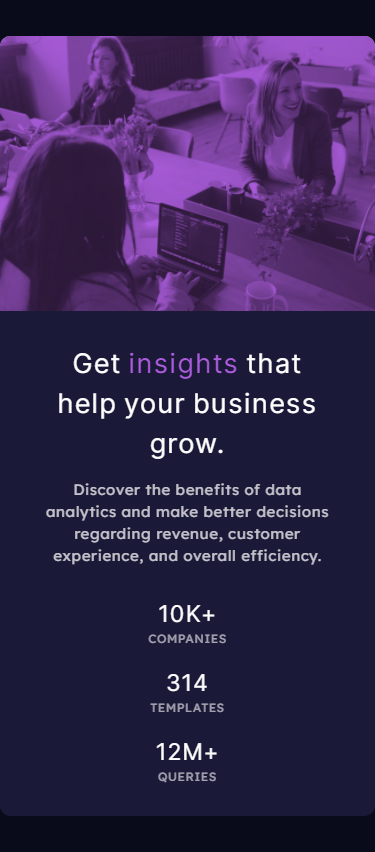 Get insights that
help your business
grow.
Discover the benefits of data
analytics and make better decisions
regarding revenue, customer
experience, and overall efficiency.
10K+
COMPANIES
314
TEMPLATES
12M+
QUERIES